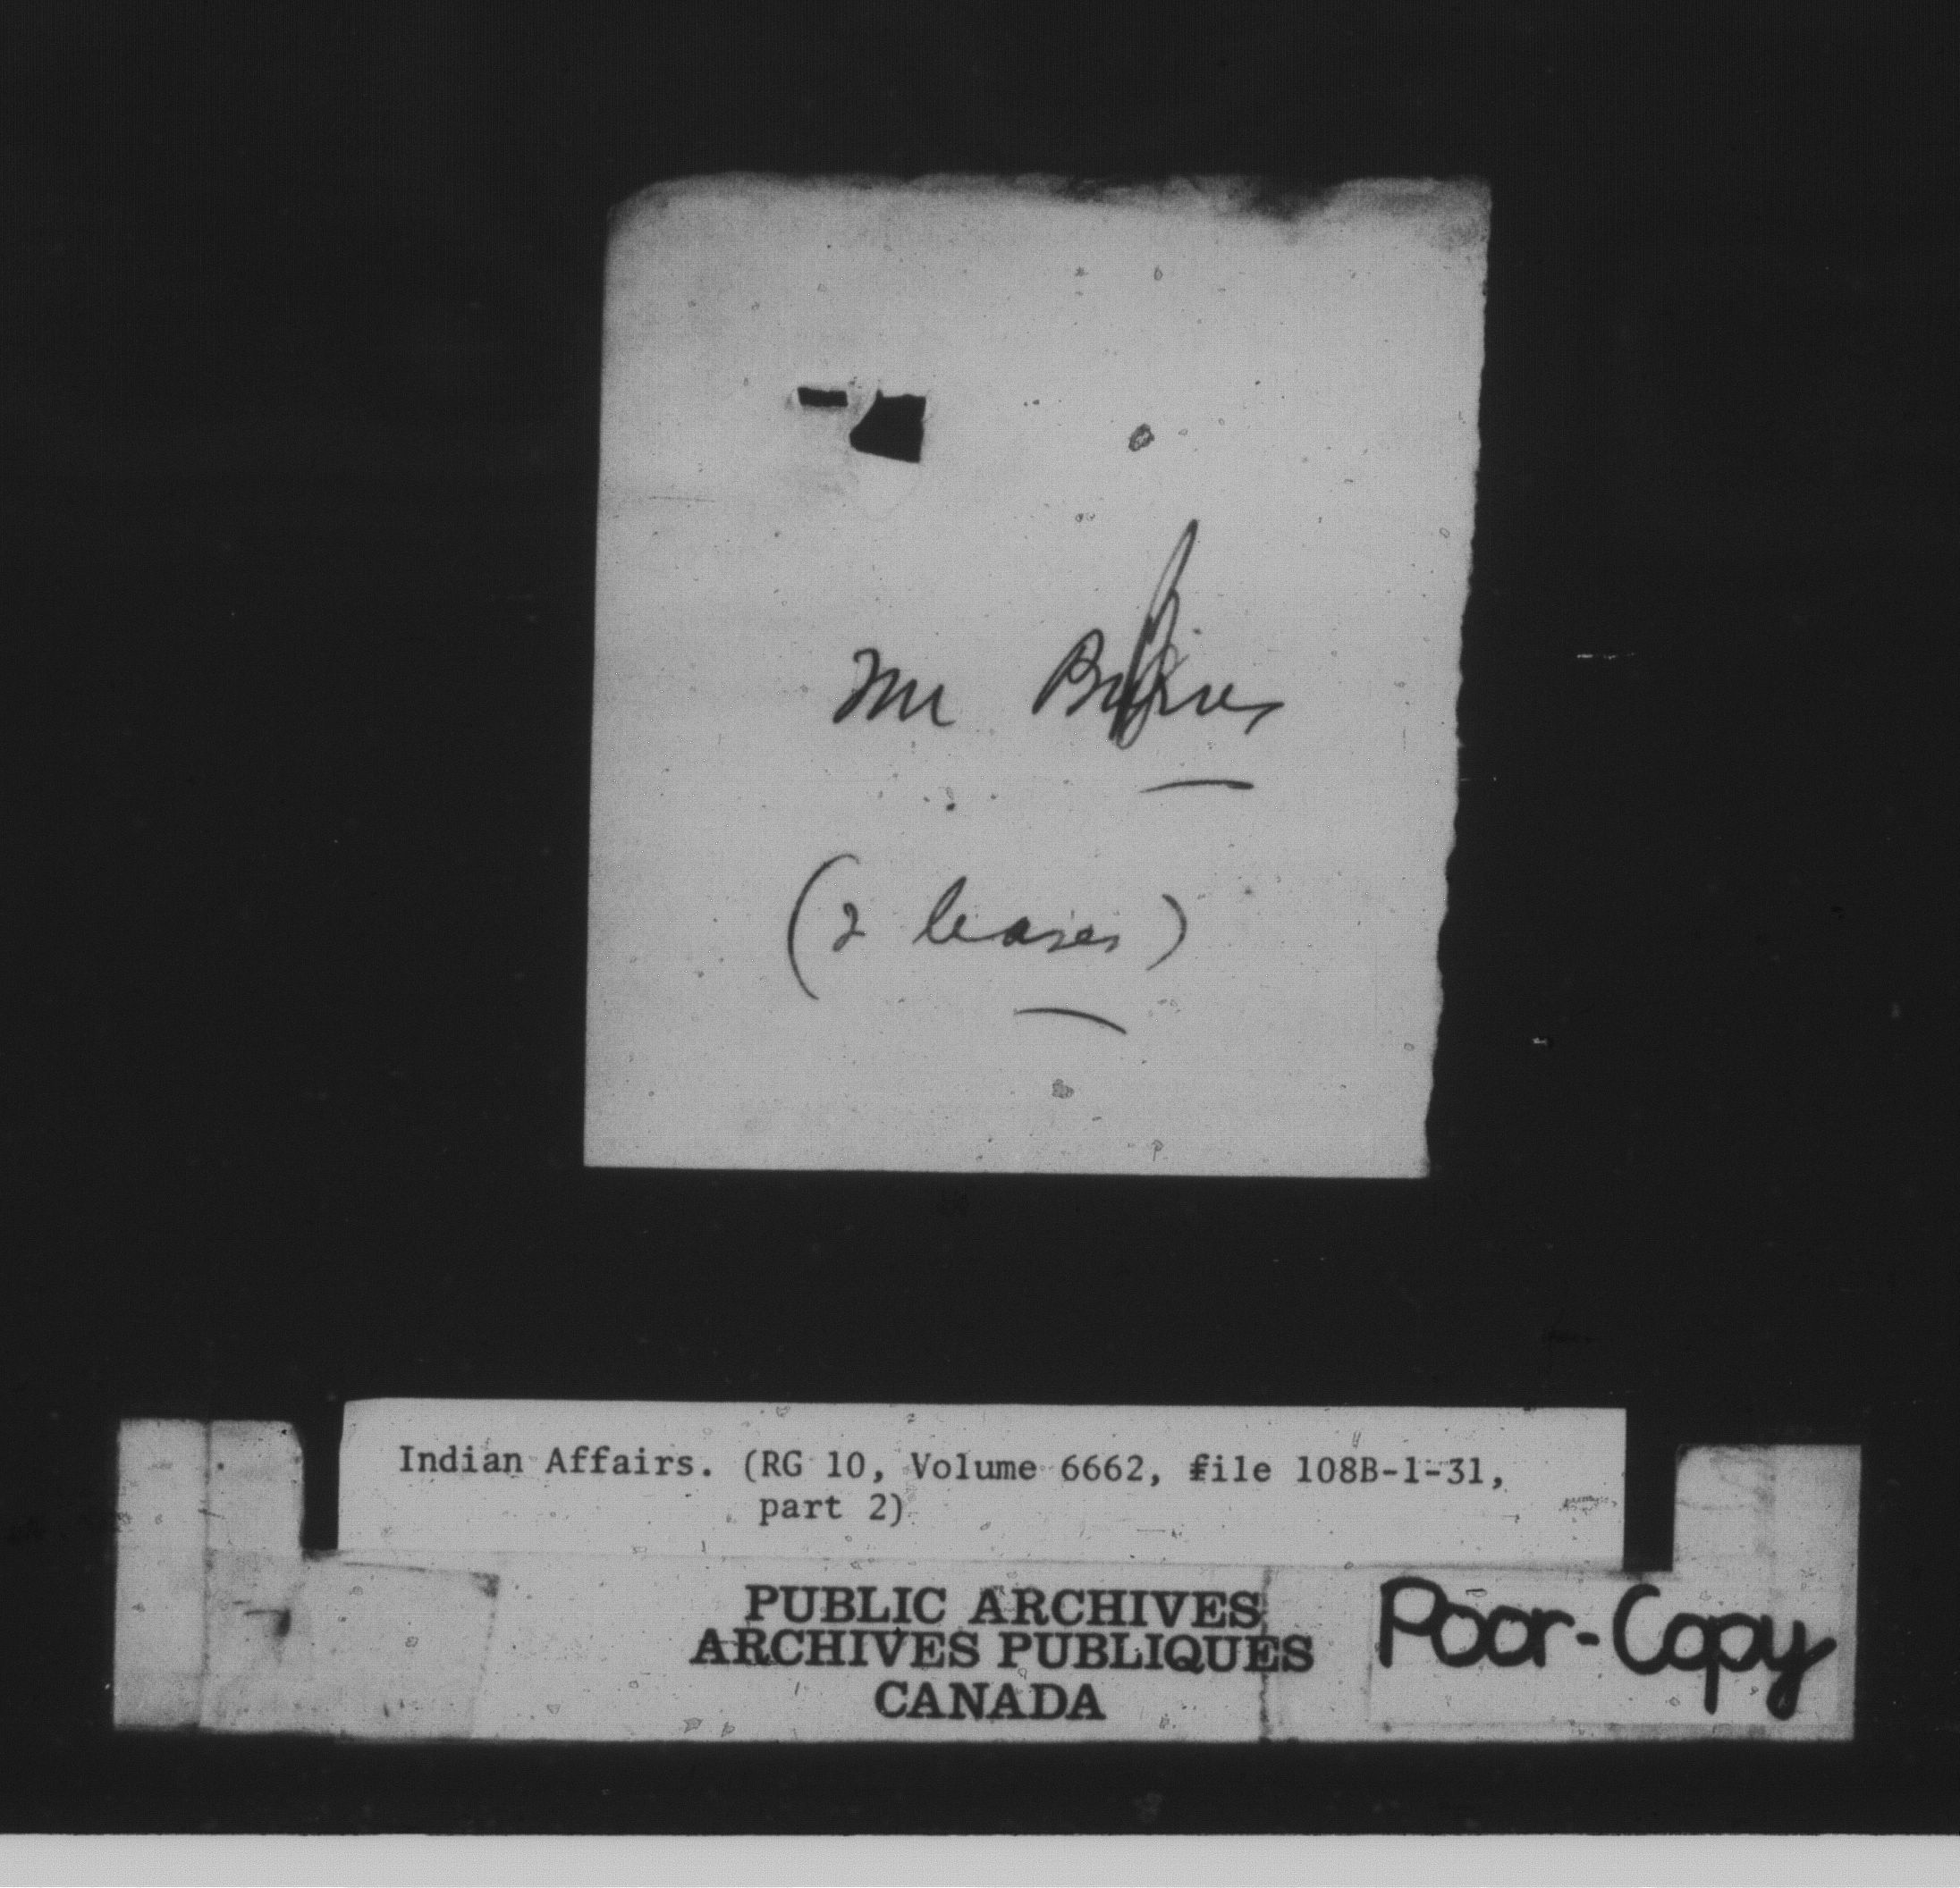 Mr
(2 leases)
Indian Affairs. (RG 10, Volume 6662, file 108B-1-31,
part 2)
PUBLIC ARCHIVES
ARCHIVES PUBLIQUES
CANADA
Poor-Copy